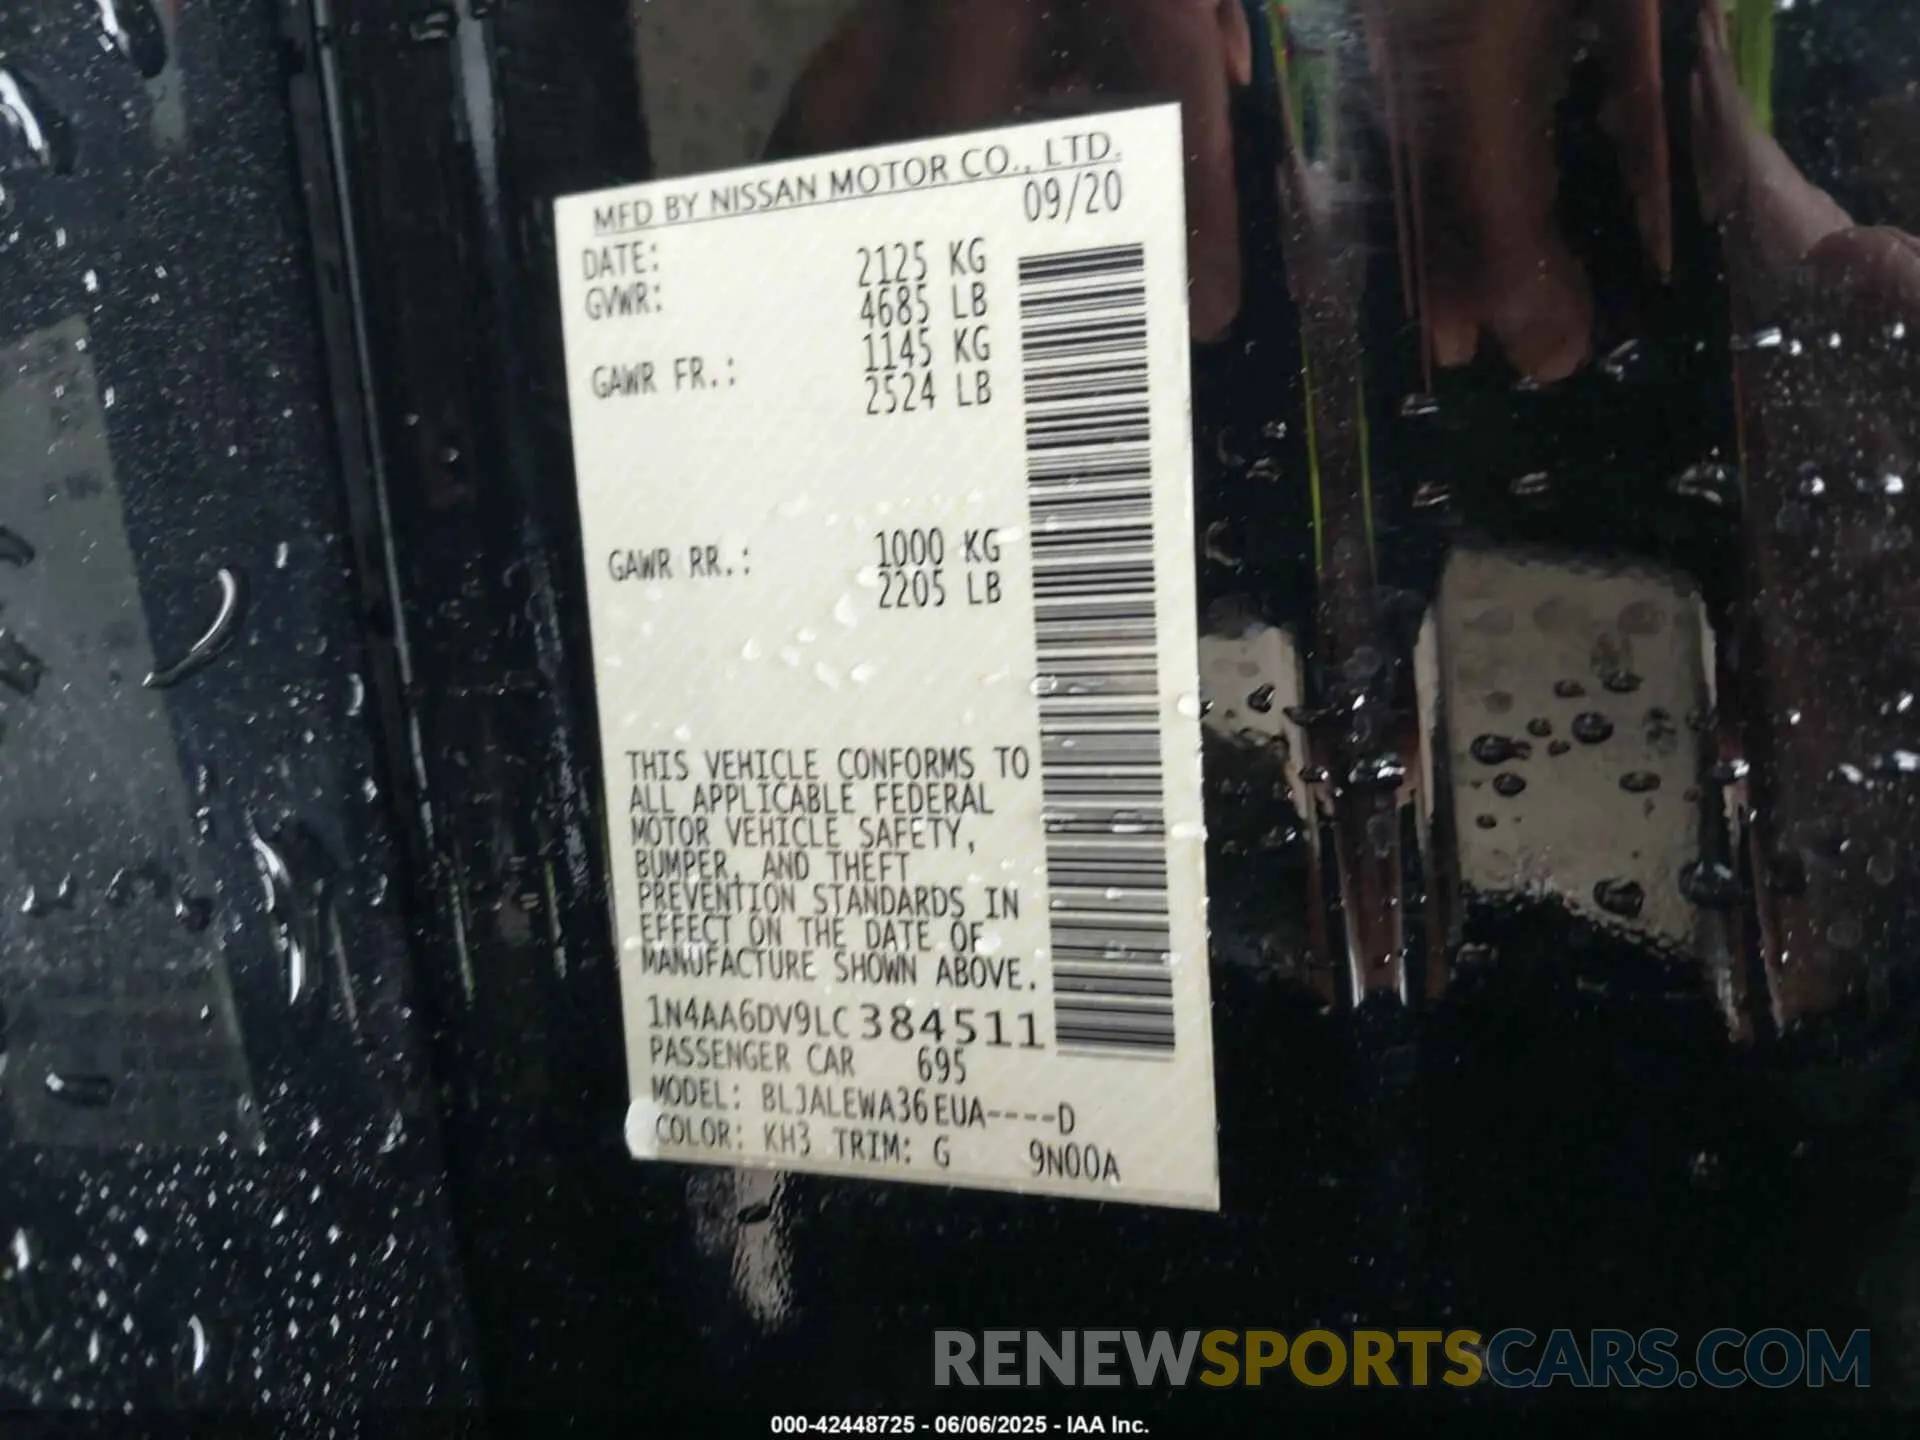 MFD BY NISSAN MOTOR CO., LTD.
DATE: 09/20
GVWR: 2125 KG
4685 LB
GAWR FR.: 1145 KG
2524 LB
GAWR RR.: 1000 KG
2205 LB
THIS VEHICLE CONFORMS TO
ALL APPLICABLE FEDERAL
MOTOR VEHICLE SAFETY,
BUMPER, AND THEFT
PREVENTION STANDARDS IN
EFFECT ON THE DATE OF
MANUFACTURE SHOWN ABOVE.
1N4AA6DV9LC384511
PASSENGER CAR 695
MODEL: BLJALEWA36EUA----D
COLOR: KH3 TRIM: G 9N00A
RENEWSPORTSCARS.COM
000-42448725 - 06/06/2025 - IAA Inc.